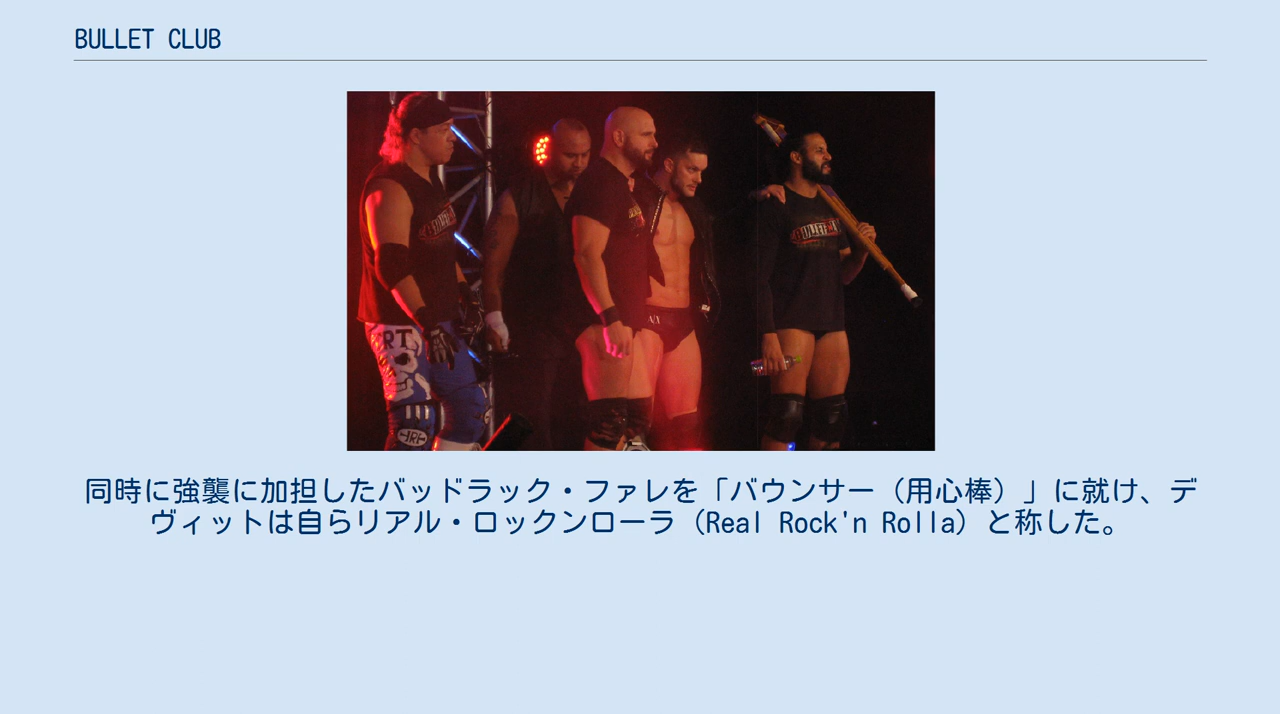 BULLET CLUB
RT
同時に強襲に加担したバッドラック・ファレを「バウンサー（用心棒）」に就け、デ
ヴィットは自らリアル・ロックンローラ（Real Rock'n Rolla）と称した。